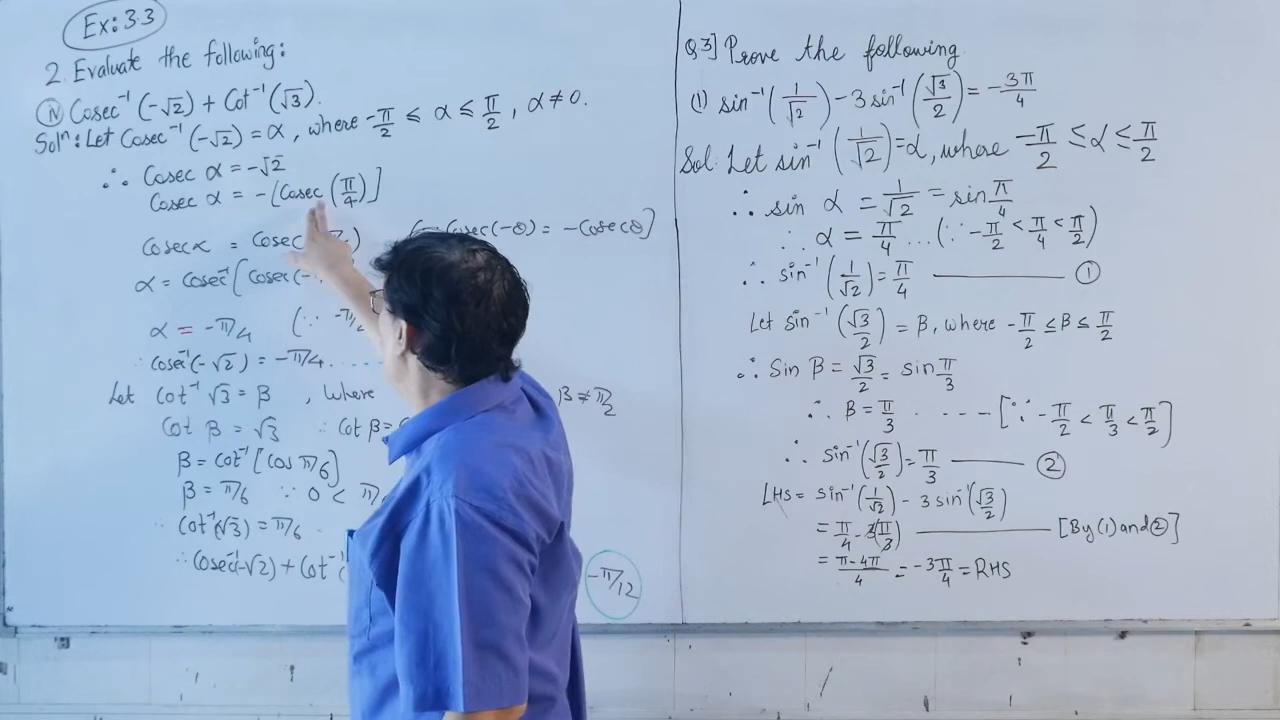 Ex: 3.3
2. Evaluate the following:
(iv) Cosec⁻¹(-√2) + Cot⁻¹(√3).
Solⁿ: Let Cosec⁻¹(-√2) = α, where -π/2 ≤ α ≤ π/2, α ≠ 0.
∴ Cosec α = -√2
Cosec α = -[Cosec (π/4)]
Cosec α = Cosec( Cosec(-θ) = -Cosecθ]
α = Cosec⁻¹[Cosec(-
α = -π/4 (∵ -π/2
∴ Cosec⁻¹(-√2) = -π/4 . . . . .
Let Cot⁻¹ √3 = β, where β ≠ π/2
Cot β = √3 ∴ Cot β =
β = Cot⁻¹[cos π/6]
β = π/6 ∵ 0 < π/6
∴ Cot⁻¹(√3) = π/6
∴ Cosec⁻¹(-√2) + Cot⁻¹( -π/12
Q3] Prove the following
(1) sin⁻¹(1/√2) - 3 sin⁻¹(√3/2) = -3π/4
Sol: Let sin⁻¹(1/√2) = α, where -π/2 ≤ α ≤ π/2
∴ sin α = 1/√2 = sin π/4
∴ α = π/4 ... (∵ -π/2 < π/4 < π/2)
∴ sin⁻¹(1/√2) = π/4 ——— ①
Let sin⁻¹(√3/2) = β, where -π/2 ≤ β ≤ π/2
∴ Sin β = √3/2 = sin π/3
∴ β = π/3 . - - - - [∵ -π/2 < π/3 < π/2]
∴ sin⁻¹(√3/2) = π/3 —— ②
LHS = sin⁻¹(1/√2) - 3 sin⁻¹(√3/2)
= π/4 - 3(π/3) ——— [By (1) and ②]
= π-4π/4 = -3π/4 = RHS